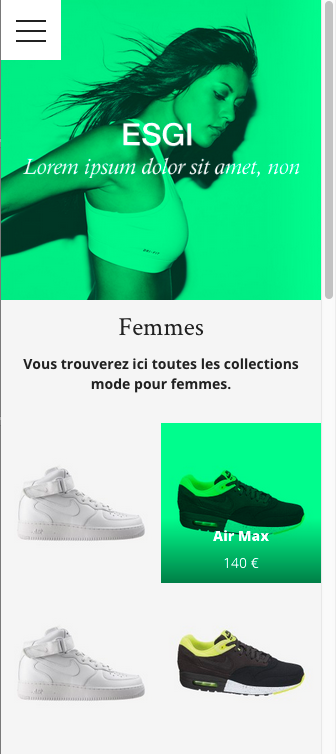 ESGI
Lorem ipsum dolor sit amet, non
Femmes
Vous trouverez ici toutes les collections
mode pour femmes.
Air Max
140 €